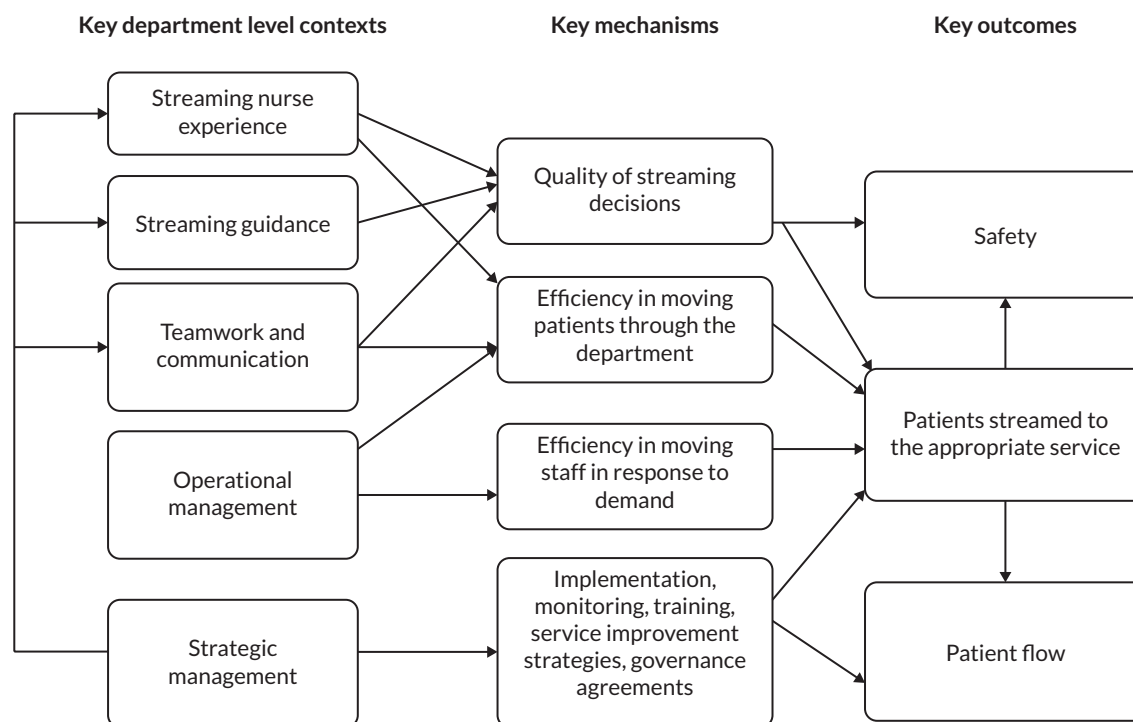 Key department level contexts
Key mechanisms
Key outcomes
Streaming nurse
experience
Streaming guidance
Teamwork and
communication
Operational
management
Strategic
management
Quality of streaming
decisions
Efficiency in moving
patients through the
department
Efficiency in moving
staff in response to
demand
Implementation,
monitoring, training,
service improvement
strategies, governance
agreements
Safety
Patients streamed to
the appropriate service
Patient flow